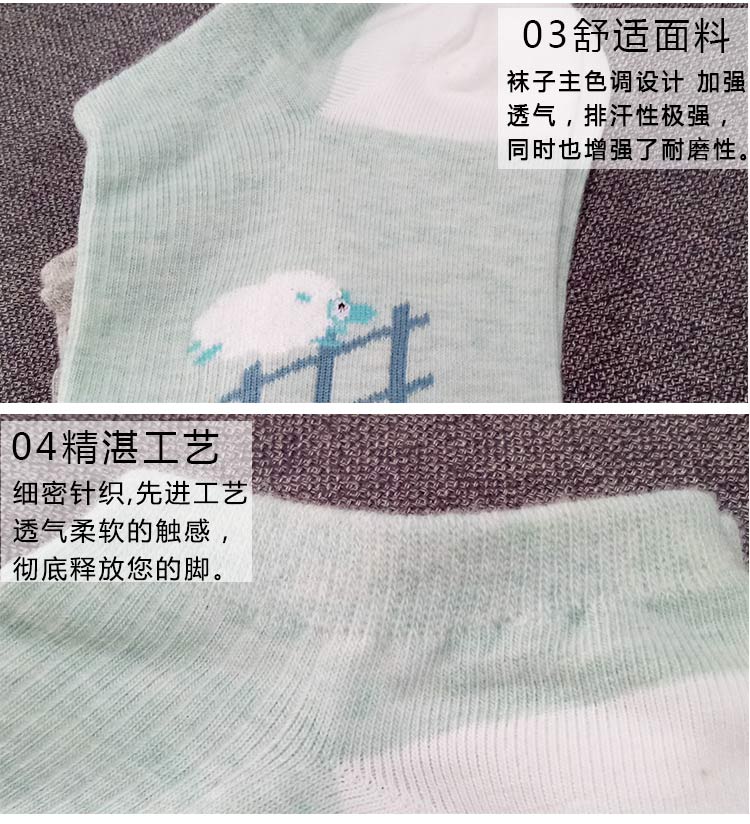 03舒适面料
袜子主色调设计 加强
透气，排汗性极强，
同时也增强了耐磨性。
04精湛工艺
细密针织,先进工艺
透气柔软的触感，
彻底释放您的脚。